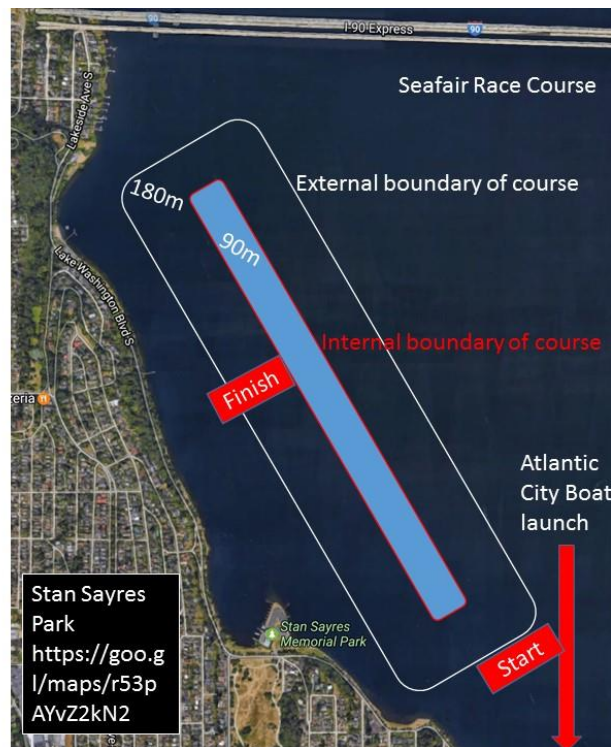 90
I-90 Express
90
Lakeside Ave S
Seafair Race Course
External boundary of course
180m
90m
Lake Washington Blvd S
Internal boundary of course
Finish
teria
Atlantic
City Boat
launch
Stan Sayres
Park
https://goo.g
l/maps/r53p
AYvZ2kN2
Stan Sayres
Memorial Park
Start